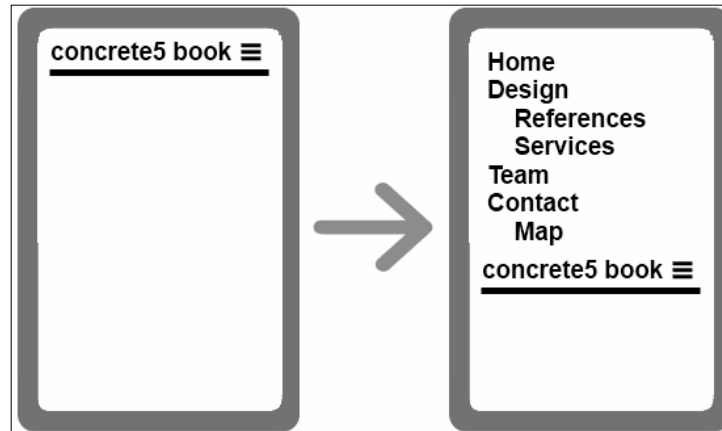 concrete5 book
Home
Design
References
Services
Team
Contact
Map
concrete5 book